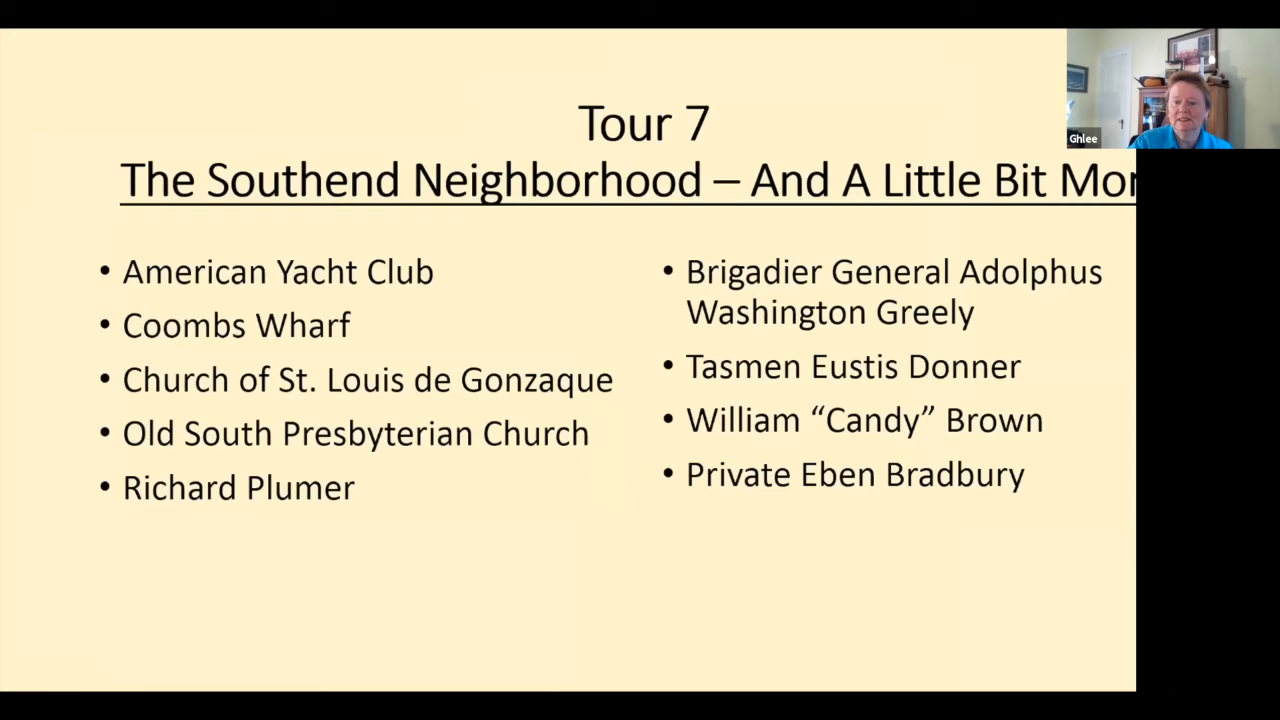 Tour 7
The Southend Neighborhood – And A Little Bit Mor
• American Yacht Club
• Coombs Wharf
• Church of St. Louis de Gonzaque
• Old South Presbyterian Church
• Richard Plumer
• Brigadier General Adolphus
Washington Greely
• Tasmen Eustis Donner
• William “Candy” Brown
• Private Eben Bradbury
Ghlee